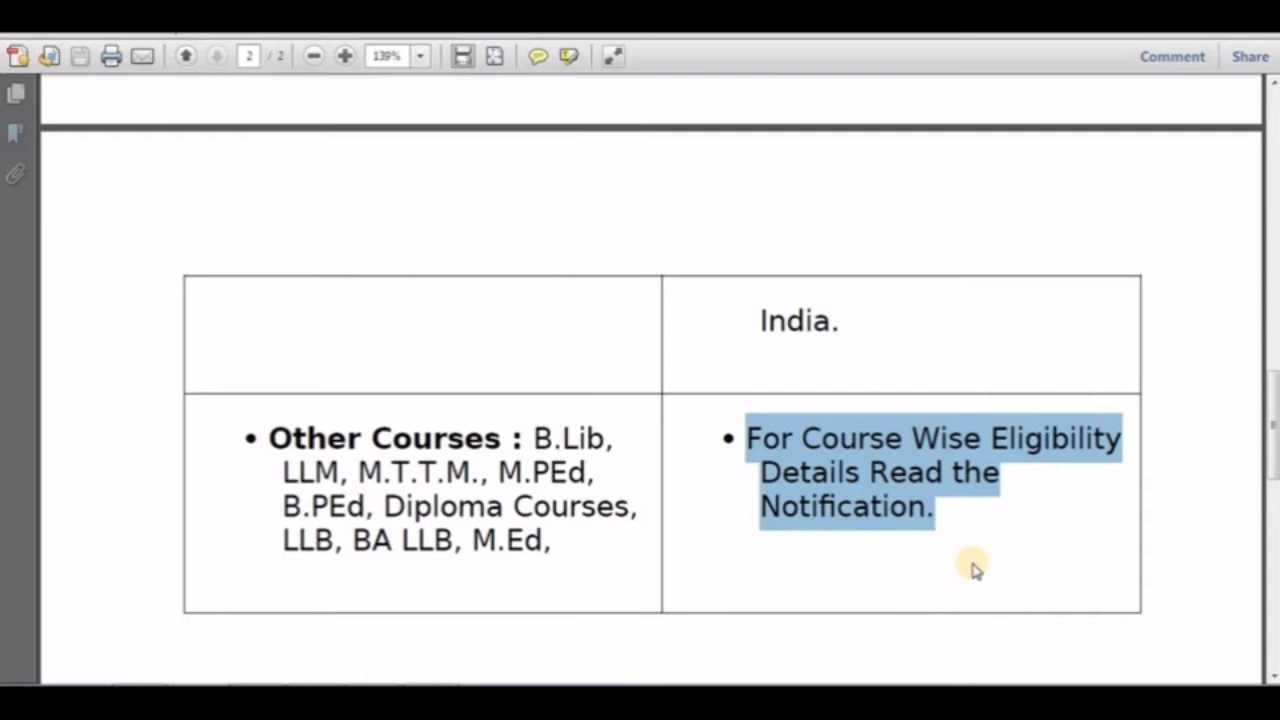 2 / 2
139%
Comment
Share
India.
• Other Courses : B.Lib,
LLM, M.T.T.M., M.PEd,
B.PEd, Diploma Courses,
LLB, BA LLB, M.Ed,
• For Course Wise Eligibility
Details Read the
Notification.